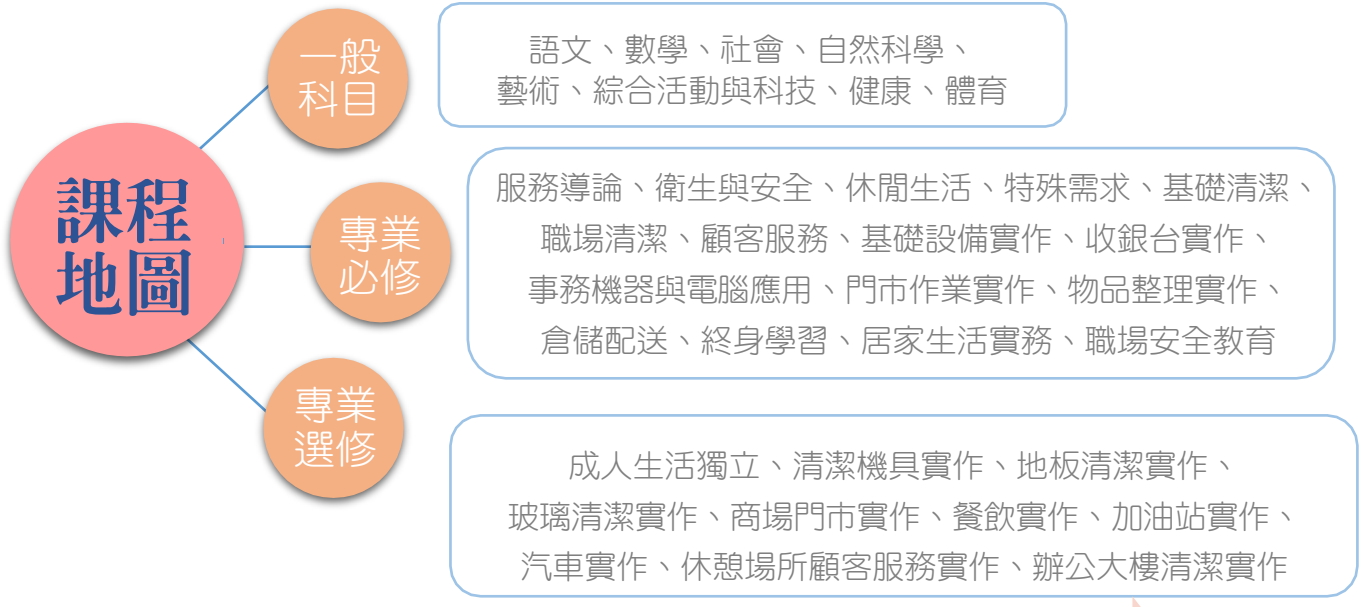 課程
地圖
一般
科目
語文、數學、社會、自然科學、
藝術、綜合活動與科技、健康、體育
專業
必修
服務導論、衛生與安全、休閒生活、特殊需求、基礎清潔、
職場清潔、顧客服務、基礎設備實作、收銀台實作、
事務機器與電腦應用、門市作業實作、物品整理實作、
倉儲配送、終身學習、居家生活實務、職場安全教育
專業
選修
成人生活獨立、清潔機具實作、地板清潔實作、
玻璃清潔實作、商場門市實作、餐飲實作、加油站實作、
汽車實作、休憩場所顧客服務實作、辦公大樓清潔實作